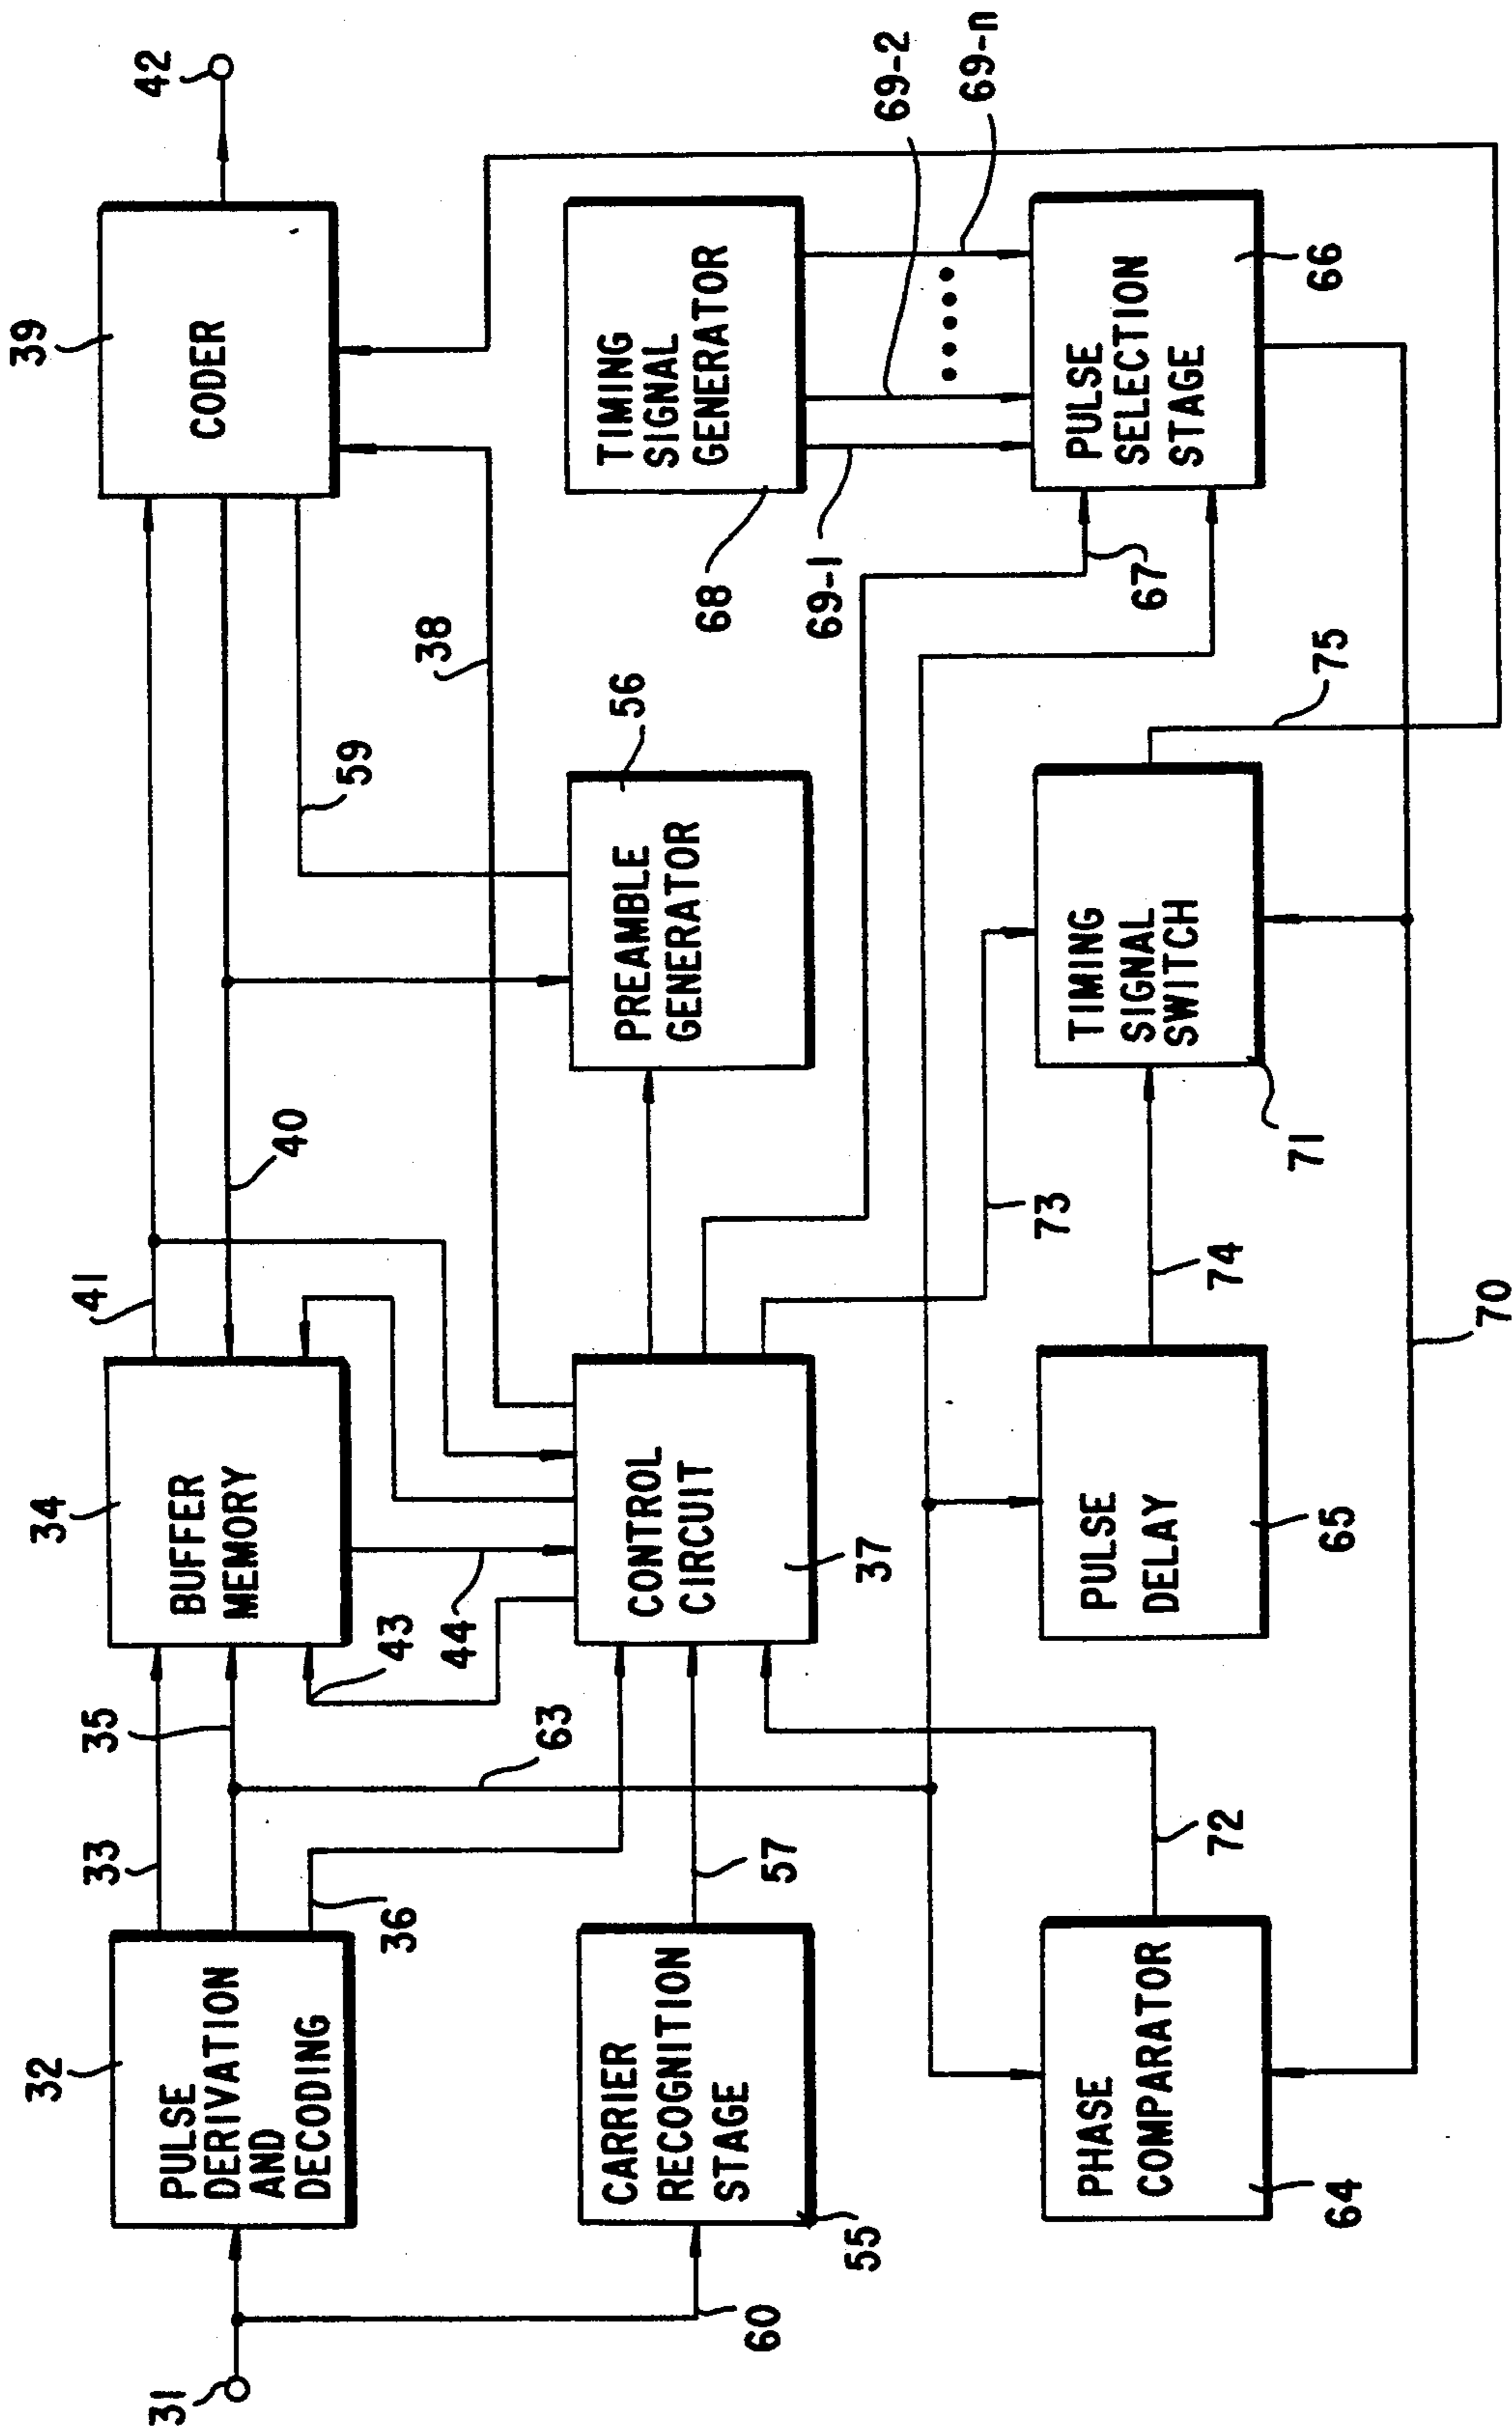 31
32
PULSE
DERIVATION
AND
DECODING
33
35
36
34
BUFFER
MEMORY
41
40
39
CODER
42
60
55
CARRIER
RECOGNITION
STAGE
57
63
43
44
CONTROL
CIRCUIT
37
59
38
PREAMBLE
GENERATOR
56
TIMING
SIGNAL
GENERATOR
68
69-1
69-2
69-n
64
PHASE
COMPARATOR
72
PULSE
DELAY
65
74
73
TIMING
SIGNAL
SWITCH
71
75
67
PULSE
SELECTION
STAGE
66
70